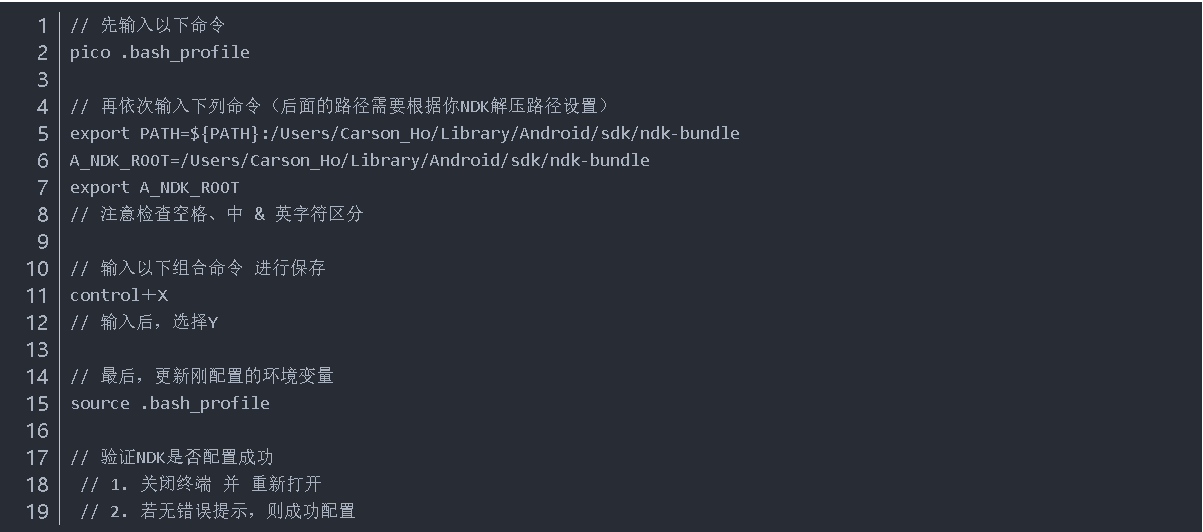 1 // 先输入以下命令
2 pico .bash_profile
3
4 // 再依次输入下列命令（后面的路径需要根据你NDK解压路径设置）
5 export PATH=${PATH}:/Users/Carson_Ho/Library/Android/sdk/ndk-bundle
6 A_NDK_ROOT=/Users/Carson_Ho/Library/Android/sdk/ndk-bundle
7 export A_NDK_ROOT
8 // 注意检查空格、中 & 英字符区分
9
10 // 输入以下组合命令 进行保存
11 control＋X
12 // 输入后，选择Y
13
14 // 最后，更新刚配置的环境变量
15 source .bash_profile
16
17 // 验证NDK是否配置成功
18  // 1. 关闭终端 并 重新打开
19  // 2. 若无错误提示，则成功配置